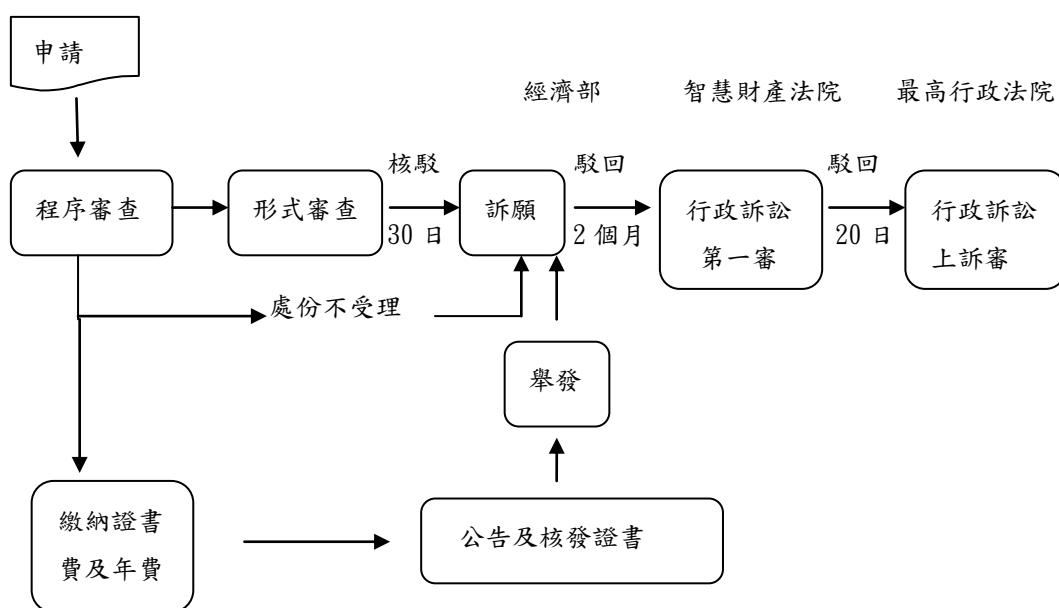 申請
經濟部 智慧財產法院 最高行政法院
核駁 駁回 駁回
程序審查 形式審查 訴願 行政訴訟 行政訴訟
30 日 2 個月 20 日
第一審 上訴審
處份不受理
舉發
繳納證書
費及年費
公告及核發證書